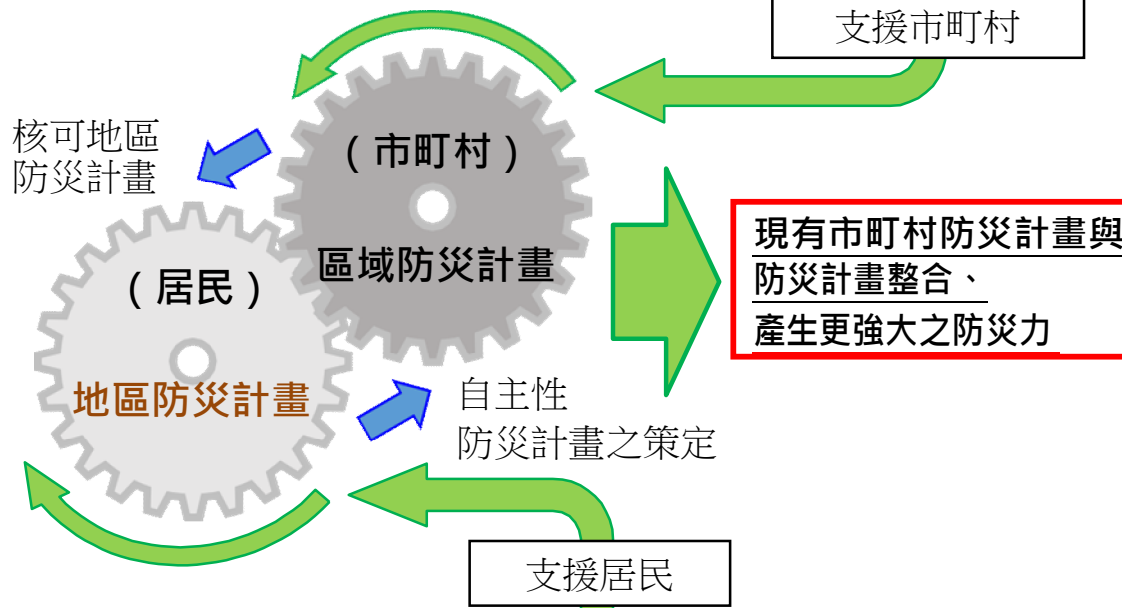 支援市町村
核可地區
防災計畫
（市町村）
區域防災計畫
現有市町村防災計畫與
防災計畫整合、
產生更強大之防災力
（居民）
地區防災計畫
自主性
防災計畫之策定
支援居民